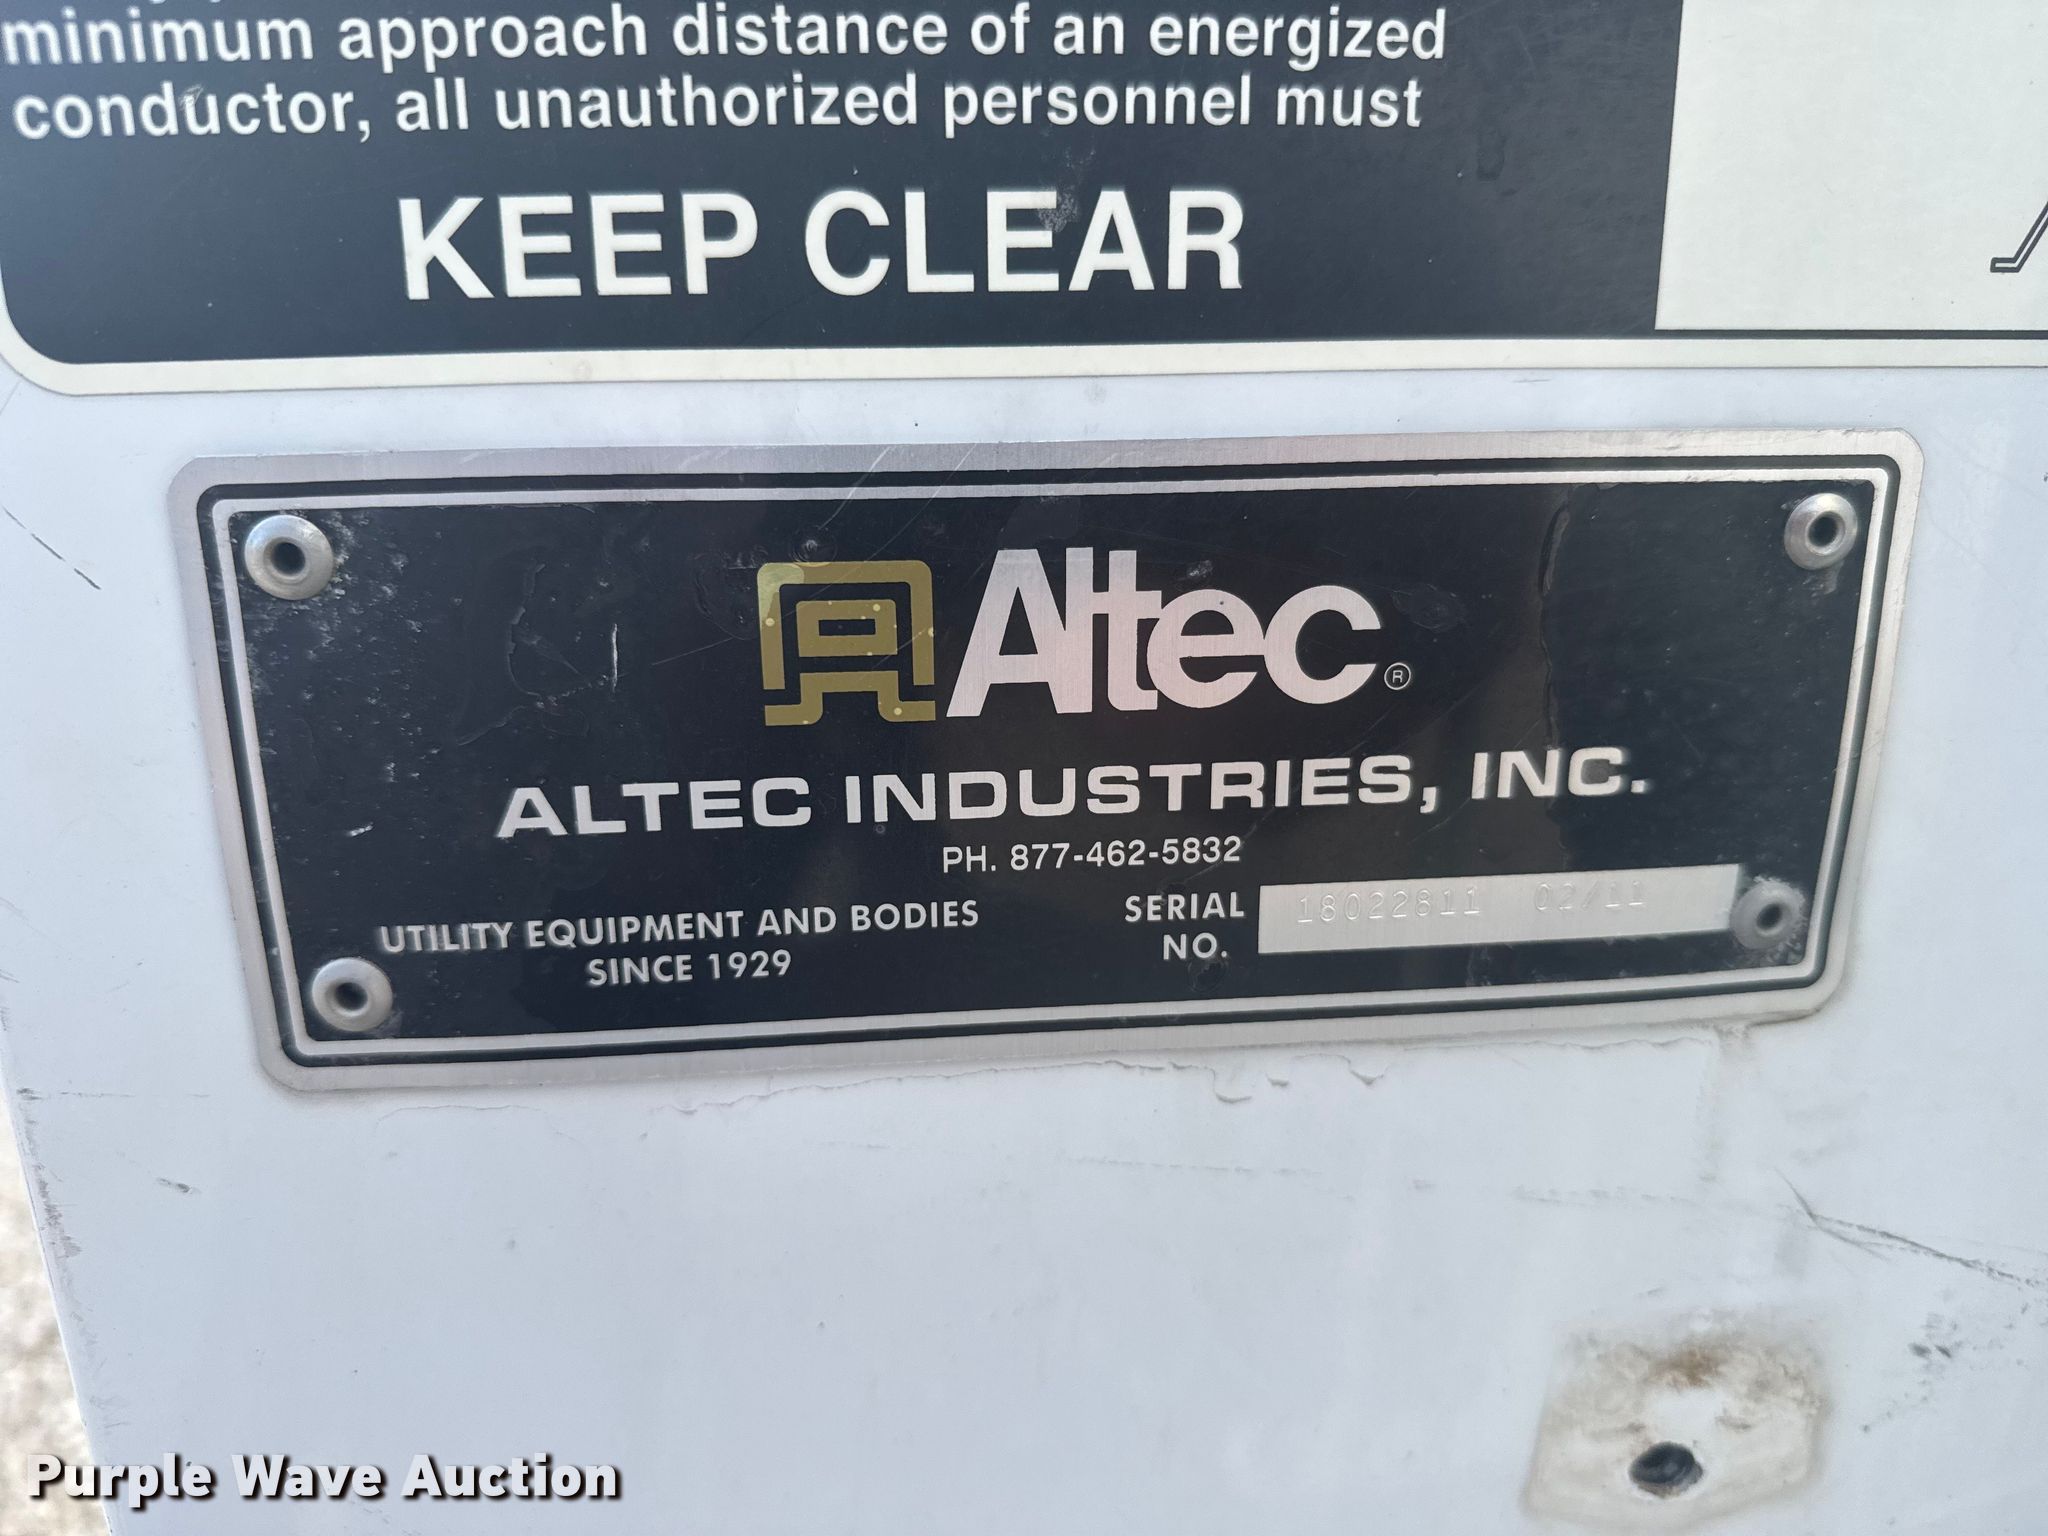 minimum approach distance of an energized
conductor, all unauthorized personnel must
KEEP CLEAR
Altec®
ALTEC INDUSTRIES, INC.
PH. 877-462-5832
UTILITY EQUIPMENT AND BODIES
SINCE 1929
SERIAL
NO.
18022811 02/11
Purple Wave Auction